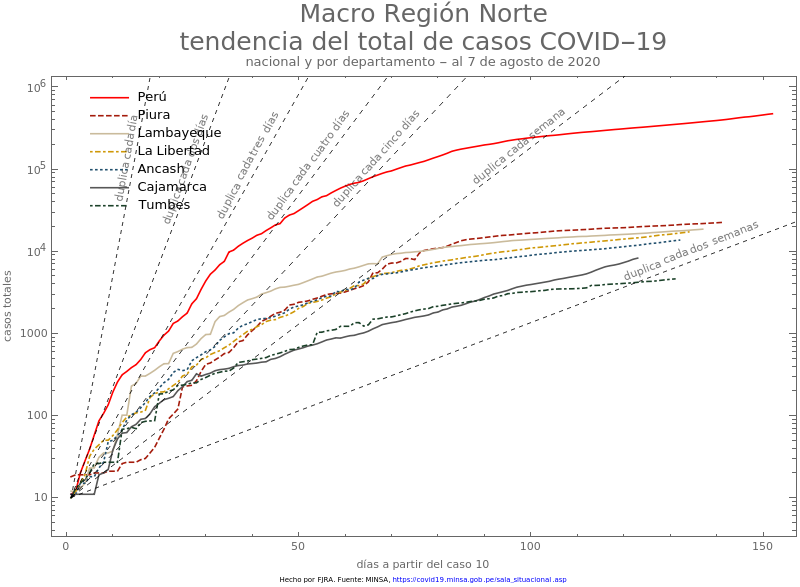 Macro Región Norte
tendencia del total de casos COVID−19
nacional y por departamento − al 7 de agosto de 2020
casos totales
10^6
10^5
10^4
1000
100
10
Perú
Piura
Lambayeque
La Libertad
Ancash
Cajamarca
Tumbes
duplica cada día
duplica cada dos días
duplica cada tres días
duplica cada cuatro días
duplica cada cinco días
duplica cada semana
duplica cada dos semanas
0 50 100 150
días a partir del caso 10
Hecho por FJRA. Fuente: MINSA, https://covid19.minsa.gob.pe/sala_situacional.asp